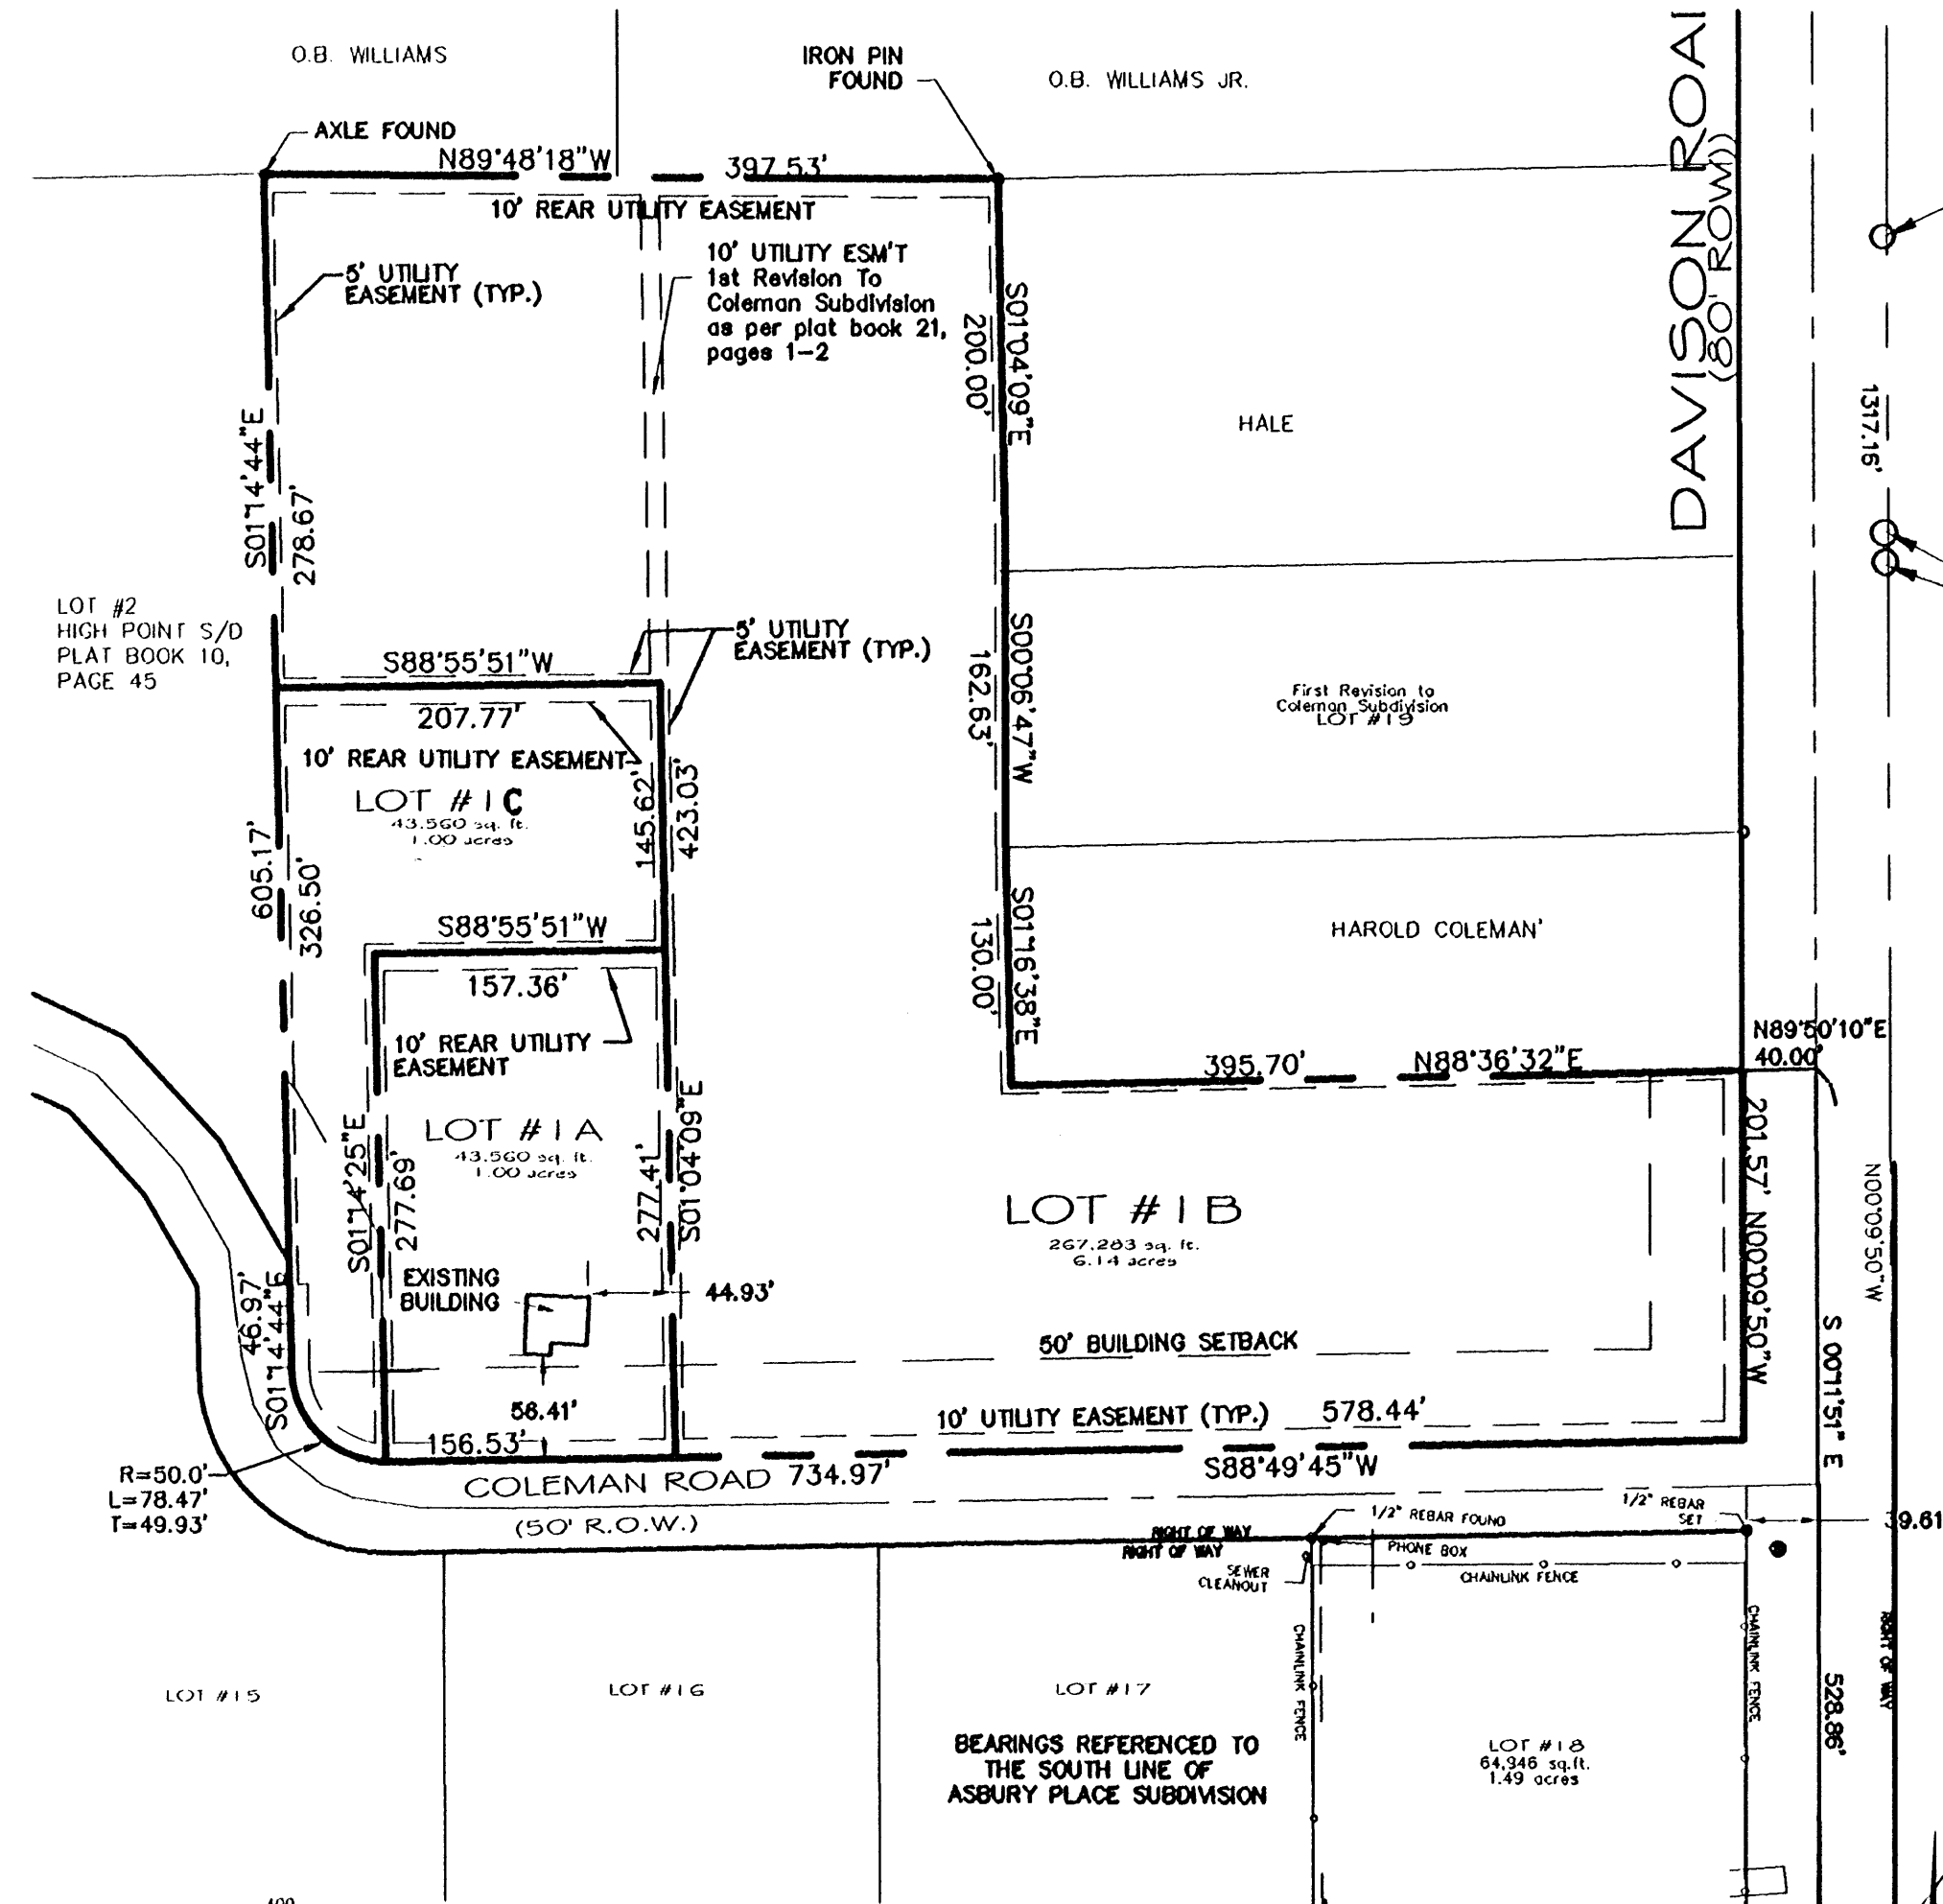 O.B. WILLIAMS
IRON PIN
FOUND
O.B. WILLIAMS JR.
AXLE FOUND
N89°48'18"W
397.53'
10' REAR UTILITY EASEMENT
10' UTILITY ESM'T
1st Revision To
Coleman Subdivision
as per plat book 21,
pages 1-2
5' UTILITY
EASEMENT (TYP.)
S01°04'09"E
200.00'
HALE
(80' ROW)
1317.16'
S01°14'44"E
278.67'
LOT #2
HIGH POINT S/D
PLAT BOOK 10,
PAGE 45
5' UTILITY
EASEMENT (TYP.)
S88°55'51"W
207.77'
S00°06'47"W
162.63'
First Revision to
Coleman Subdivision
LOT #19
10' REAR UTILITY EASEMENT
LOT #1C
43,560 sq. ft.
1.00 acres
145.62'
423.03'
605.17'
326.50'
S88°55'51"W
157.36'
S01°16'38"E
130.00'
HAROLD COLEMAN'
10' REAR UTILITY
EASEMENT
395.70'
N88°36'32"E
N89°50'10"E
40.00'
LOT #1A
43,560 sq. ft.
1.00 acres
S01°14'25"E
277.69'
277.41'
S01°04'09"E
LOT #1B
267,283 sq. ft.
6.14 acres
201.57' N00°09'50"W
N00°09'50"W
EXISTING
BUILDING
44.93'
46.97'
S01°14'44"E
50' BUILDING SETBACK
S 00°11'51" E
56.41'
10' UTILITY EASEMENT (TYP.)
578.44'
156.53'
R=50.0'
L=78.47'
T=49.93'
COLEMAN ROAD
734.97'
S88°49'45"W
(50' R.O.W.)
1/2" REBAR FOUND
1/2" REBAR
SET
39.61
RIGHT OF WAY
RIGHT OF WAY
PHONE BOX
SEWER
CLEANOUT
CHAINLINK FENCE
CHAINLINK FENCE
CHAINLINK FENCE
RIGHT OF WAY
528.86'
LOT #15
LOT #16
LOT #17
BEARINGS REFERENCED TO
THE SOUTH LINE OF
ASBURY PLACE SUBDIVISION
LOT #18
64,946 sq.ft.
1.49 acres